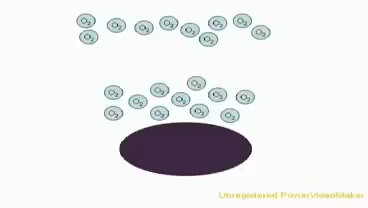 O₂ O₂ O₂ O₂ O₂ O₂ O₂ O₂
O₂ O₂
O₂ O₂ O₂ O₂ O₂ O₂ O₂
O₂ O₂ O₂ O₂
Unregistered PowerVideoMaker